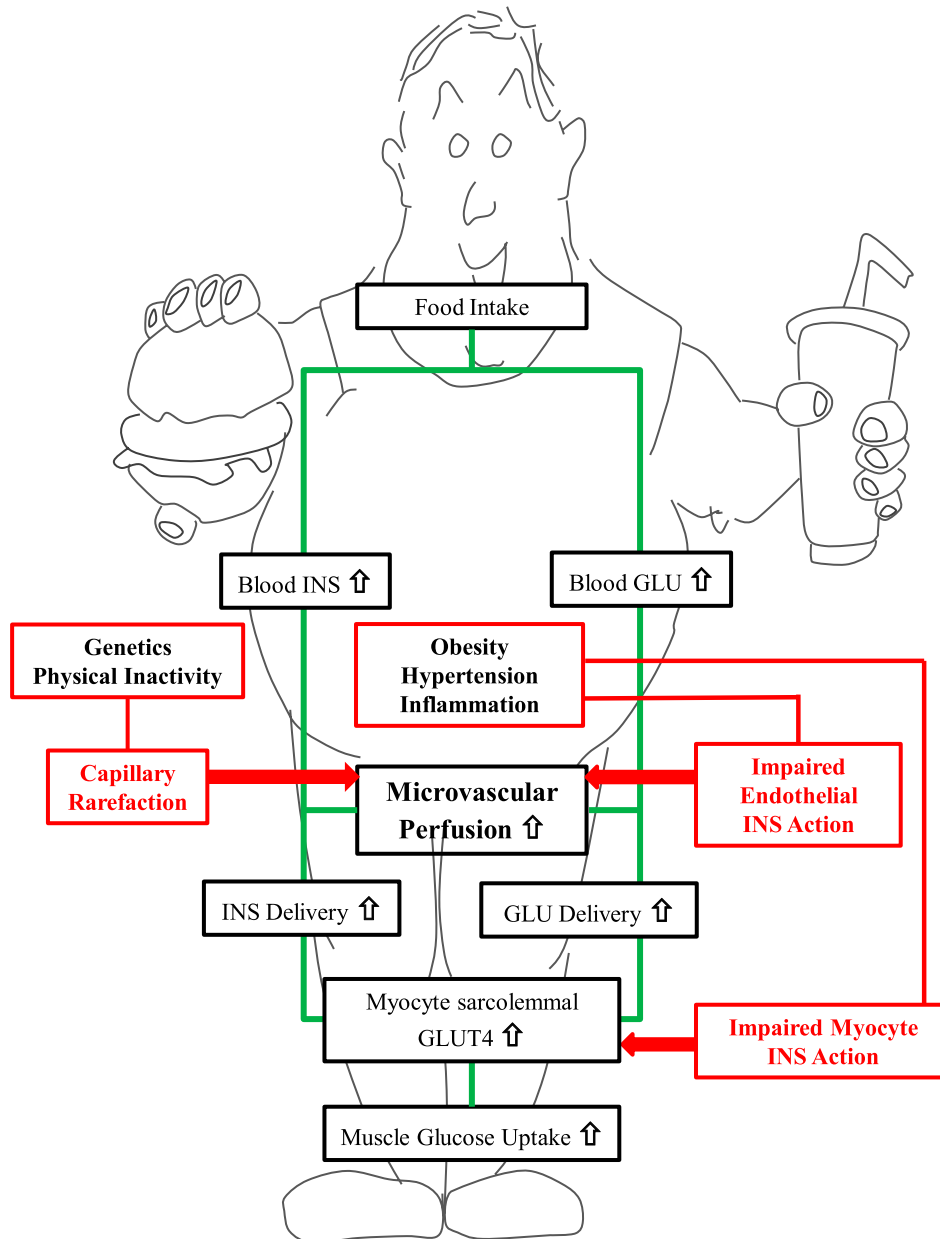 Food Intake
Blood INS ⇧
Blood GLU ⇧
Genetics
Physical Inactivity
Obesity
Hypertension
Inflammation
Capillary
Rarefaction
Microvascular
Perfusion ⇧
Impaired
Endothelial
INS Action
INS Delivery ⇧
GLU Delivery ⇧
Myocyte sarcolemmal
GLUT4 ⇧
Impaired Myocyte
INS Action
Muscle Glucose Uptake ⇧